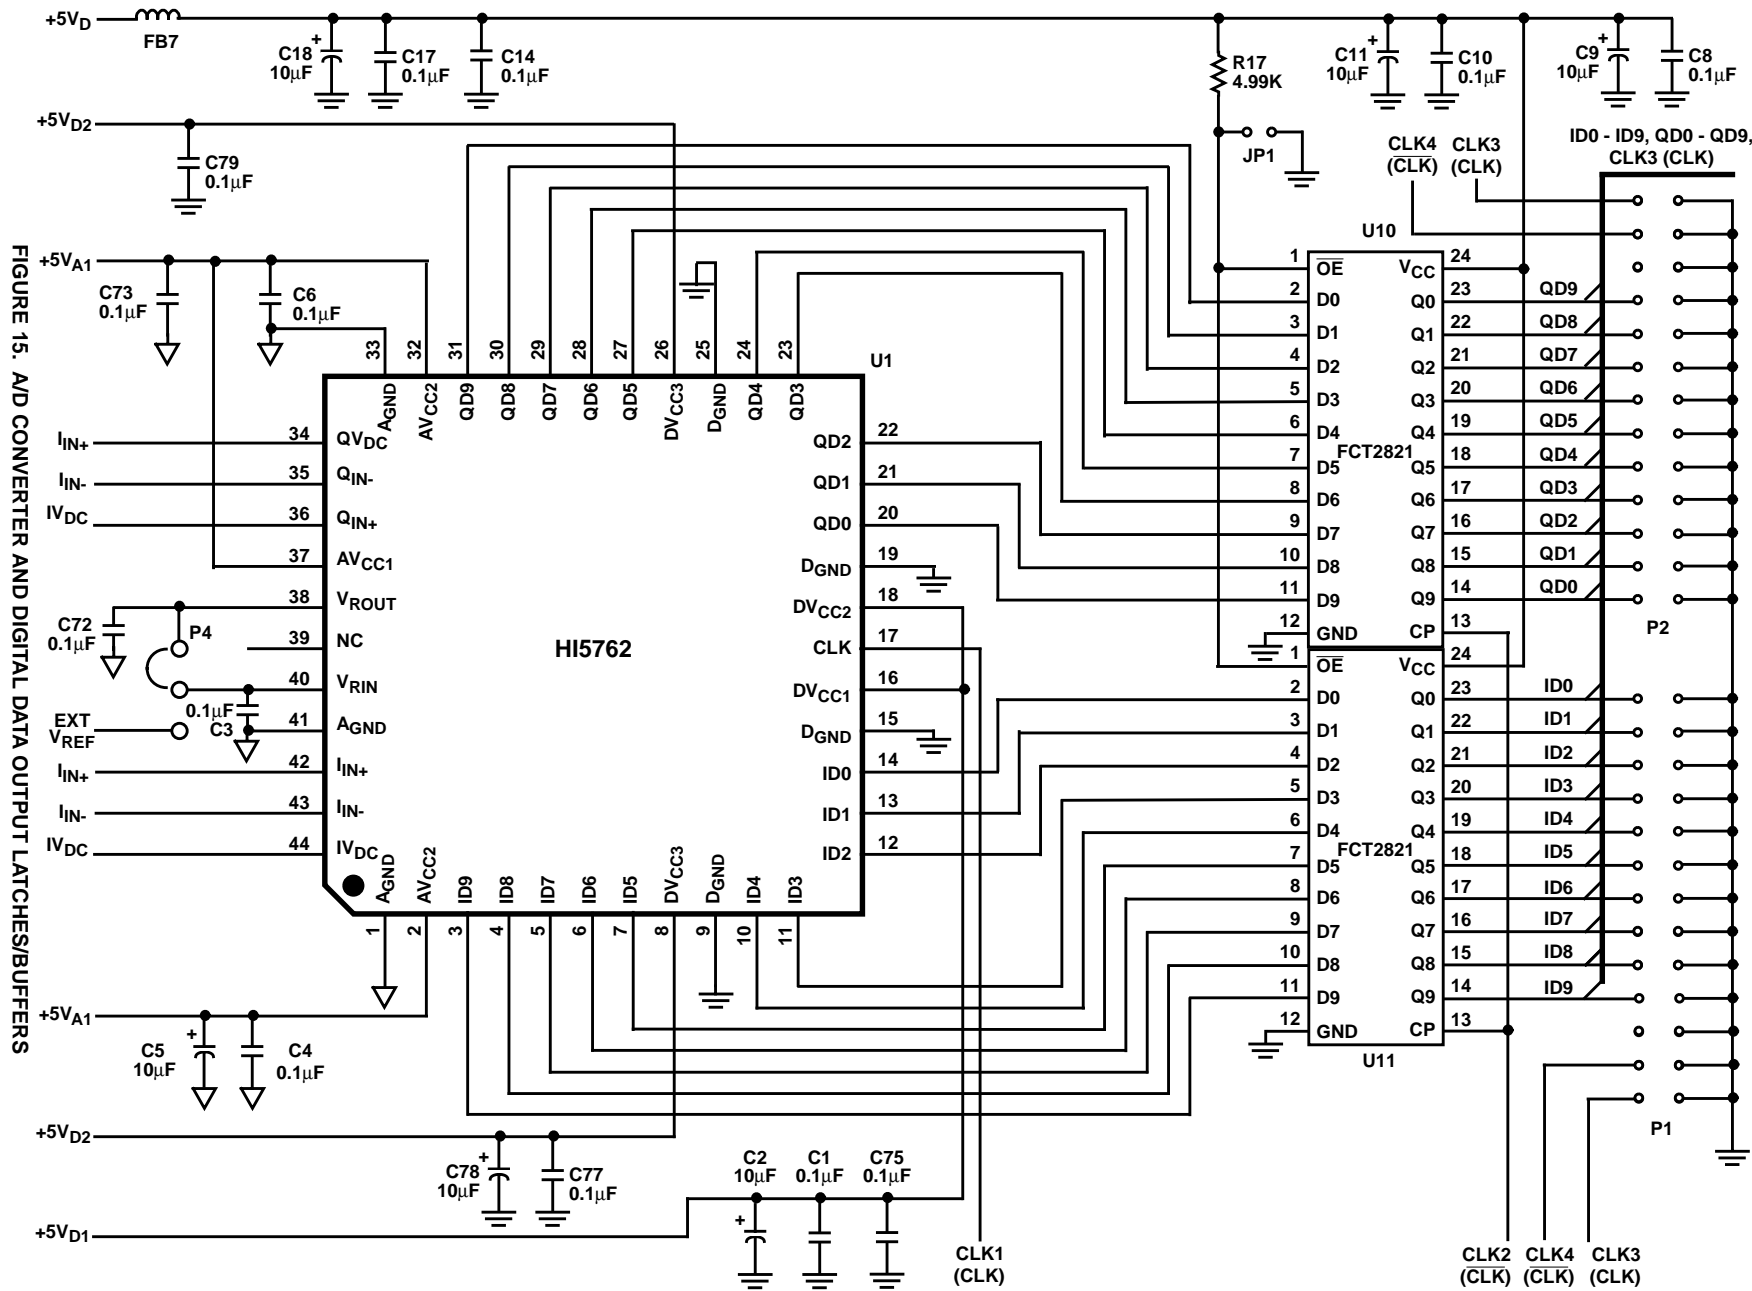 +5VD
FB7
C18
10μF
+
C17
0.1μF
C14
0.1μF
R17
4.99K
C11
10μF
+
C10
0.1μF
C9
10μF
+
C8
0.1μF
+5VD2
C79
0.1μF
JP1
CLK4
(CLK)
CLK3
(CLK)
ID0 - ID9, QD0 - QD9,
CLK3 (CLK)
+5VA1
C73
0.1μF
C6
0.1μF
33
32
31
30
29
28
27
26
25
24
23
U1
AGND
AVCC2
QD9
QD8
QD7
QD6
QD5
DVCC3
DGND
QD4
QD3
IIN+
34
QVDC
IIN-
35
QIN-
IVDC
36
QIN+
37
AVCC1
38
VROUT
C72
0.1μF
P4
39
NC
40
VRIN
0.1μF
C3
41
AGND
EXT
VREF
IIN+
42
IIN+
IIN-
43
IIN-
IVDC
44
IVDC
HI5762
QD2
22
QD1
21
QD0
20
DGND
19
DVCC2
18
CLK
17
DVCC1
16
DGND
15
ID0
14
ID1
13
ID2
12
AGND
AVCC2
ID9
ID8
ID7
ID6
ID5
DVCC3
DGND
ID4
ID3
1
2
3
4
5
6
7
8
9
10
11
U10
FCT2821
1
OE
VCC
24
2
D0
Q0
23
QD9
3
D1
Q1
22
QD8
4
D2
Q2
21
QD7
5
D3
Q3
20
QD6
6
D4
Q4
19
QD5
7
D5
Q5
18
QD4
8
D6
Q6
17
QD3
9
D7
Q7
16
QD2
10
D8
Q8
15
QD1
11
D9
Q9
14
QD0
12
GND
CP
13
P2
1
OE
VCC
24
2
D0
Q0
23
ID0
3
D1
Q1
22
ID1
4
D2
Q2
21
ID2
5
D3
Q3
20
ID3
6
D4
Q4
19
ID4
FCT2821
7
D5
Q5
18
ID5
8
D6
Q6
17
ID6
9
D7
Q7
16
ID7
10
D8
Q8
15
ID8
11
D9
Q9
14
ID9
12
GND
CP
13
U11
P1
+5VA1
+
C5
10μF
C4
0.1μF
+5VD2
+
C78
10μF
C77
0.1μF
C2
10μF
+
C1
0.1μF
C75
0.1μF
+5VD1
CLK1
(CLK)
CLK2
(CLK)
CLK4
(CLK)
CLK3
(CLK)
FIGURE 15. A/D CONVERTER AND DIGITAL DATA OUTPUT LATCHES/BUFFERS